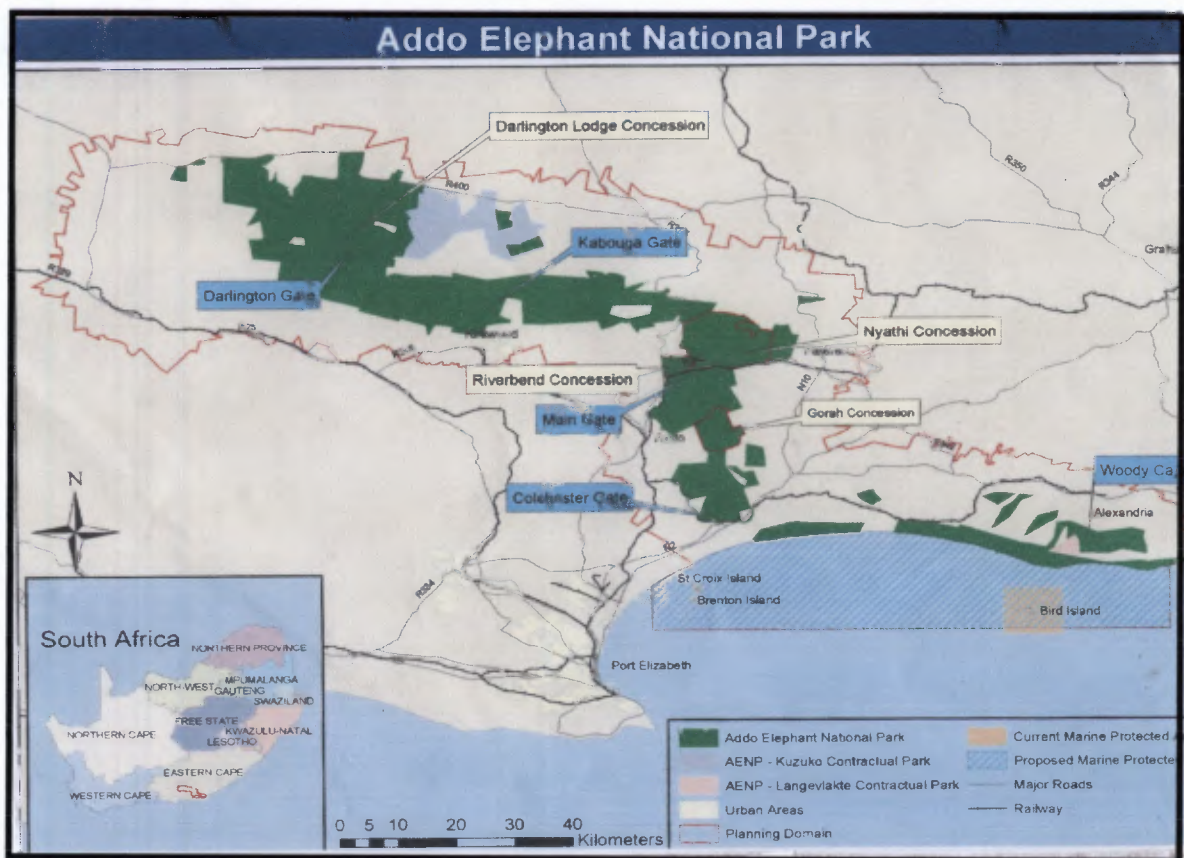 Addo Elephant National Park
Darlington Lodge Concession
R350
R344
R400
Kabouga Gate
Darlington Gate
Nyathi Concession
Riverbend Concession
N10
Main Gate
Gorah Concession
Colchester Gate
Woody Ca
Alexandria
N
R334
St Croix Island
Brenton Island
Bird Island
Port Elizabeth
South Africa
NORTHERN PROVINCE
MPUMALANGA
NORTH-WEST
GAUTENG
SWAZILAND
FREE STATE
KWAZULU-NATAL
NORTHERN CAPE
LESOTHO
EASTERN CAPE
WESTERN CAPE
0 5 10 20 30 40
Kilometers
Addo Elephant National Park
AENP - Kuzuko Contractual Park
AENP - Langevlakte Contractual Park
Urban Areas
Planning Domain
Current Marine Protected A
Proposed Marine Protecte
Major Roads
Railway